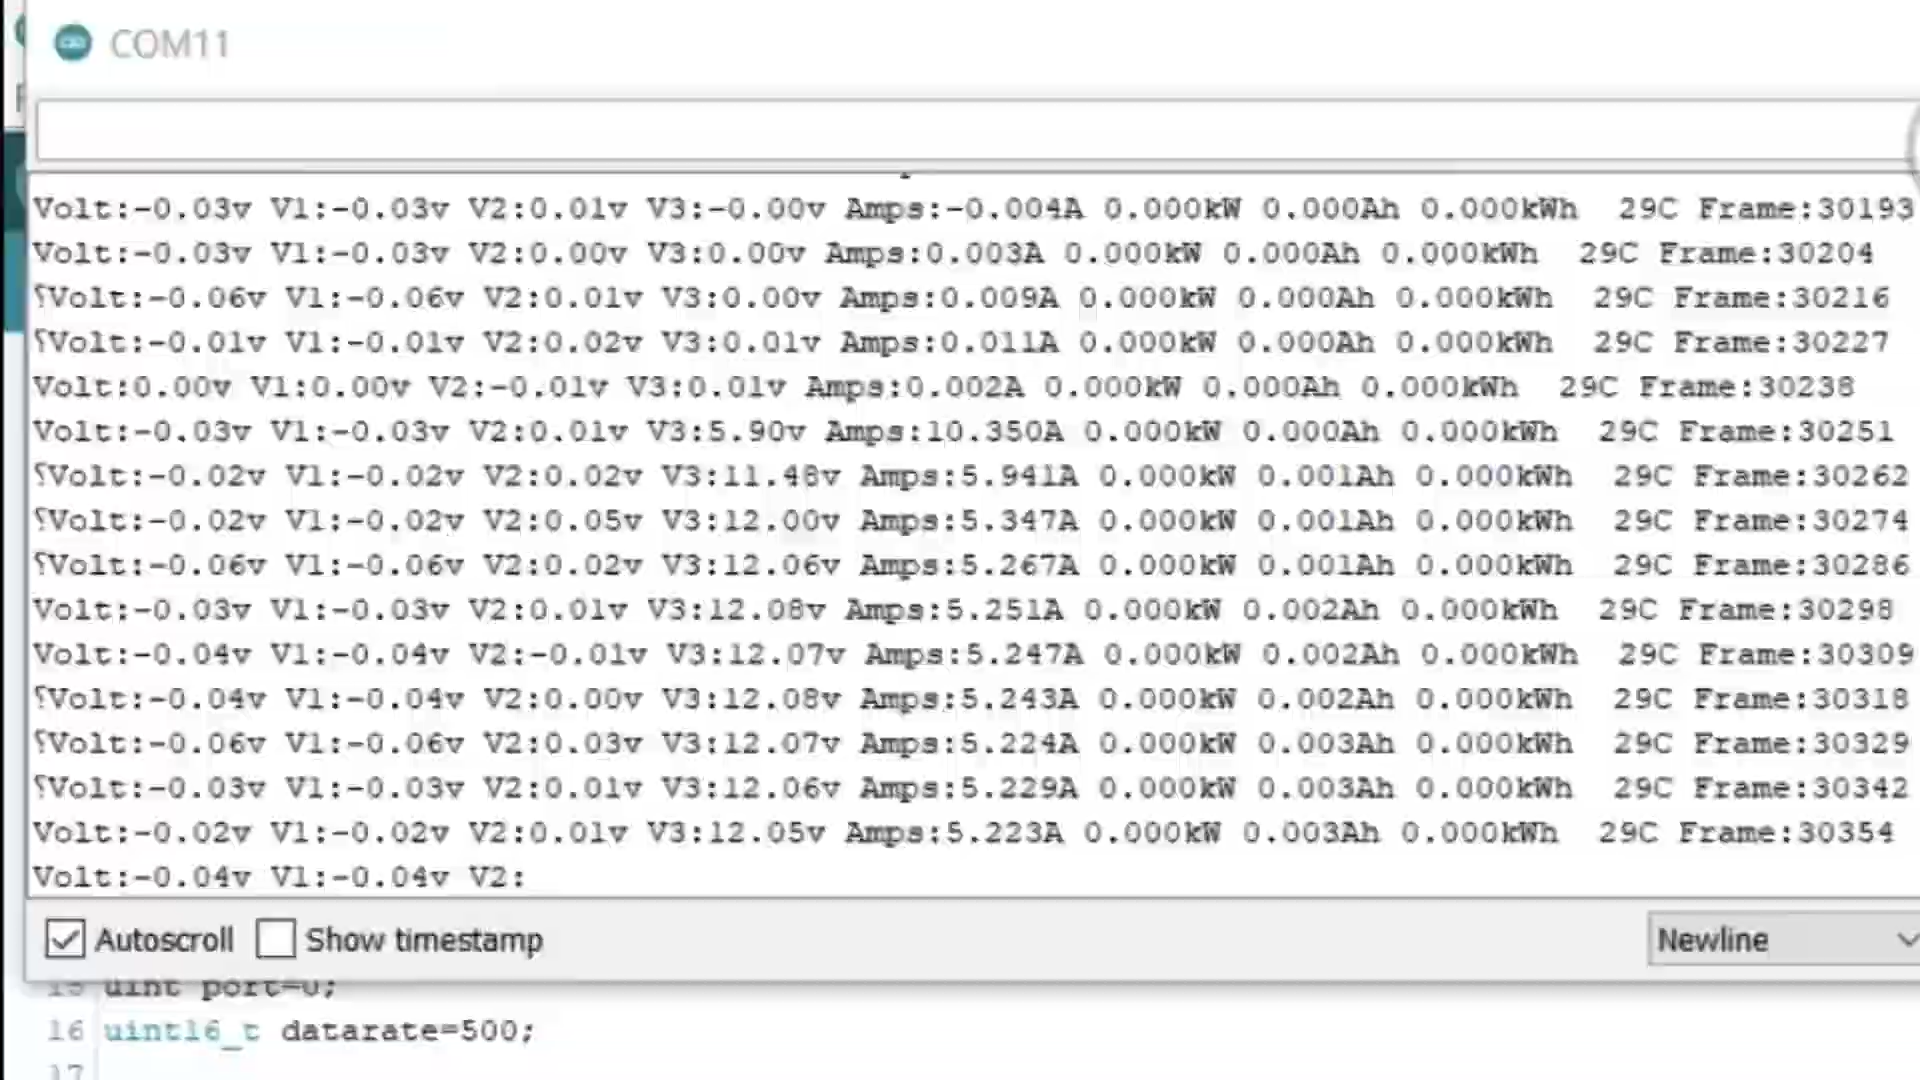 COM11
Volt:-0.03v V1:-0.03v V2:0.01v V3:-0.00v Amps:-0.004A 0.000kW 0.000Ah 0.000kWh 29C Frame:30193
Volt:-0.03v V1:-0.03v V2:0.00v V3:0.00v Amps:0.003A 0.000kW 0.000Ah 0.000kWh 29C Frame:30204
⸮Volt:-0.06v V1:-0.06v V2:0.01v V3:0.00v Amps:0.009A 0.000kW 0.000Ah 0.000kWh 29C Frame:30216
⸮Volt:-0.01v V1:-0.01v V2:0.02v V3:0.01v Amps:0.011A 0.000kW 0.000Ah 0.000kWh 29C Frame:30227
Volt:0.00v V1:0.00v V2:-0.01v V3:0.01v Amps:0.002A 0.000kW 0.000Ah 0.000kWh 29C Frame:30238
Volt:-0.03v V1:-0.03v V2:0.01v V3:5.90v Amps:10.350A 0.000kW 0.000Ah 0.000kWh 29C Frame:30251
⸮Volt:-0.02v V1:-0.02v V2:0.02v V3:11.48v Amps:5.941A 0.000kW 0.001Ah 0.000kWh 29C Frame:30262
⸮Volt:-0.02v V1:-0.02v V2:0.05v V3:12.00v Amps:5.347A 0.000kW 0.001Ah 0.000kWh 29C Frame:30274
⸮Volt:-0.06v V1:-0.06v V2:0.02v V3:12.06v Amps:5.267A 0.000kW 0.001Ah 0.000kWh 29C Frame:30286
Volt:-0.03v V1:-0.03v V2:0.01v V3:12.08v Amps:5.251A 0.000kW 0.002Ah 0.000kWh 29C Frame:30298
Volt:-0.04v V1:-0.04v V2:-0.01v V3:12.07v Amps:5.247A 0.000kW 0.002Ah 0.000kWh 29C Frame:30309
⸮Volt:-0.04v V1:-0.04v V2:0.00v V3:12.08v Amps:5.243A 0.000kW 0.002Ah 0.000kWh 29C Frame:30318
⸮Volt:-0.06v V1:-0.06v V2:0.03v V3:12.07v Amps:5.224A 0.000kW 0.003Ah 0.000kWh 29C Frame:30329
⸮Volt:-0.03v V1:-0.03v V2:0.01v V3:12.06v Amps:5.229A 0.000kW 0.003Ah 0.000kWh 29C Frame:30342
Volt:-0.02v V1:-0.02v V2:0.01v V3:12.05v Amps:5.223A 0.000kW 0.003Ah 0.000kWh 29C Frame:30354
Volt:-0.04v V1:-0.04v V2:
Autoscroll Show timestamp Newline
15 uint port=0;
16 uint16_t datarate=500;
17